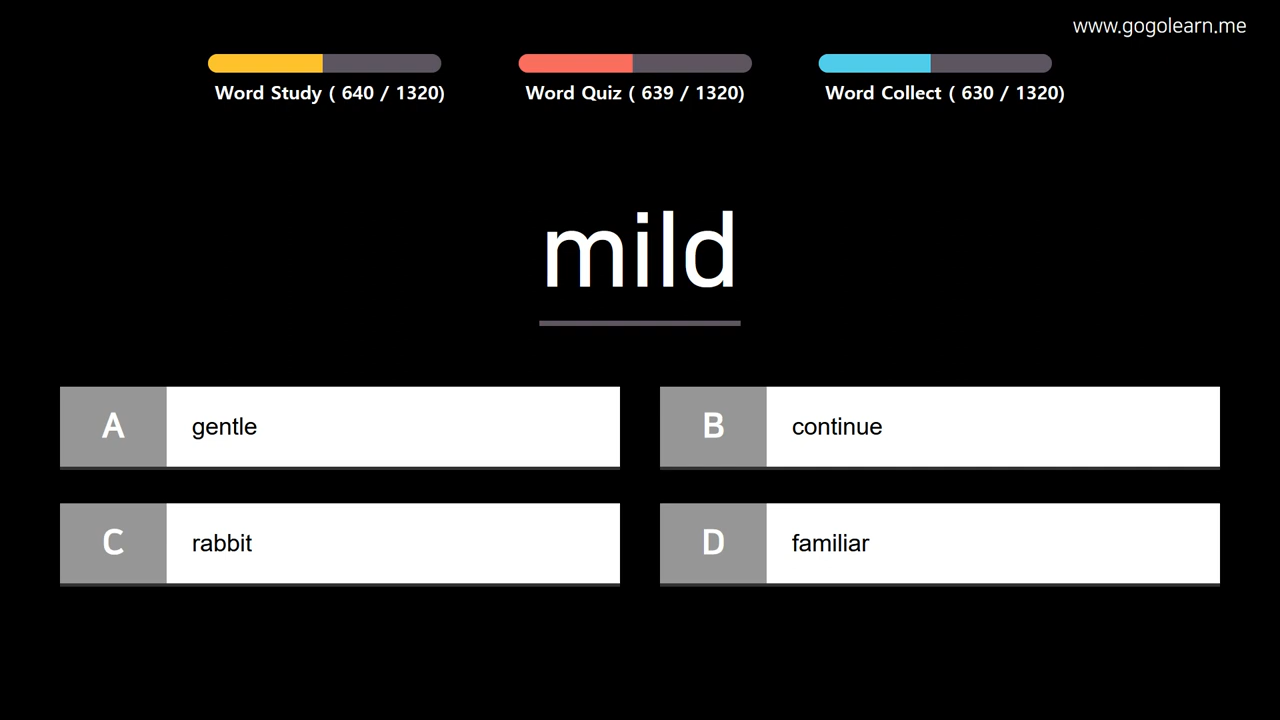 www.gogolearn.me
Word Study ( 640 / 1320)
Word Quiz ( 639 / 1320)
Word Collect ( 630 / 1320)
mild
A gentle
B continue
C rabbit
D familiar